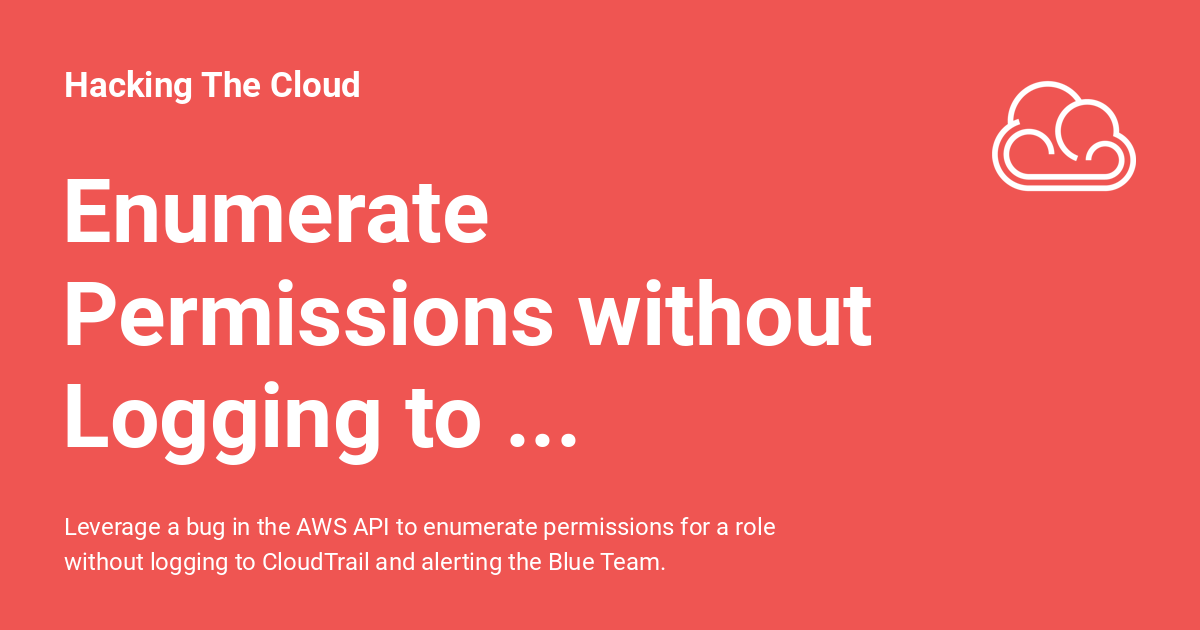 Hacking The Cloud
Enumerate
Permissions without
Logging to ...
Leverage a bug in the AWS API to enumerate permissions for a role
without logging to CloudTrail and alerting the Blue Team.